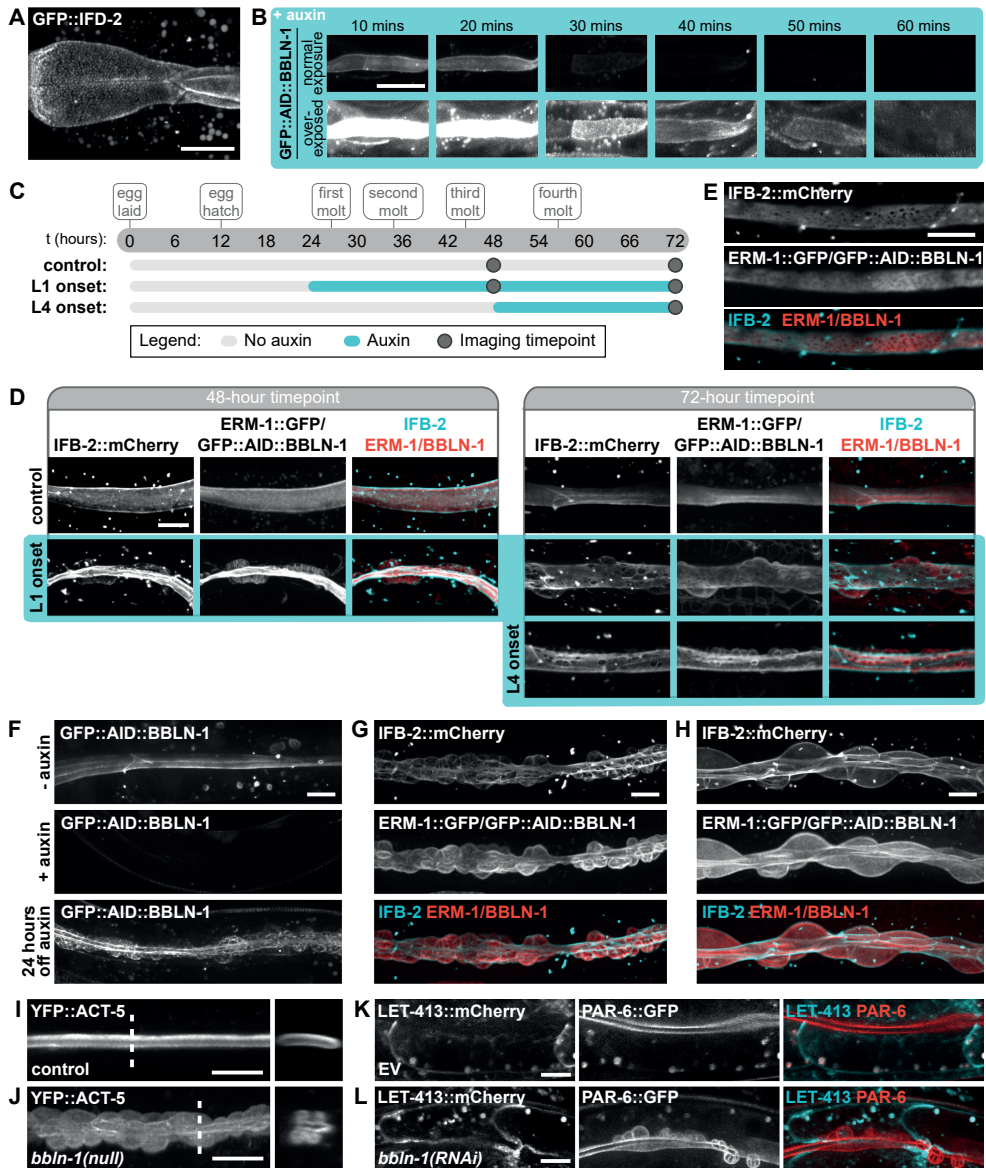 A
GFP::IFD-2
B
+ auxin
10 mins
20 mins
30 mins
40 mins
50 mins
60 mins
GFP::AID::BBLN-1
normal
exposure
over-
exposed
C
egg
laid
egg
hatch
first
molt
second
molt
third
molt
fourth
molt
t (hours):
0 6 12 18 24 30 36 42 48 54 60 66 72
control:
L1 onset:
L4 onset:
Legend: No auxin Auxin Imaging timepoint
E
IFB-2::mCherry
ERM-1::GFP/GFP::AID::BBLN-1
IFB-2 ERM-1/BBLN-1
D
48-hour timepoint
IFB-2::mCherry
ERM-1::GFP/
GFP::AID::BBLN-1
IFB-2
ERM-1/BBLN-1
control
L1 onset
72-hour timepoint
IFB-2::mCherry
ERM-1::GFP/
GFP::AID::BBLN-1
IFB-2
ERM-1/BBLN-1
L4 onset
F
- auxin
GFP::AID::BBLN-1
+ auxin
GFP::AID::BBLN-1
24 hours
off auxin
GFP::AID::BBLN-1
G
IFB-2::mCherry
ERM-1::GFP/GFP::AID::BBLN-1
IFB-2 ERM-1/BBLN-1
H
IFB-2::mCherry
ERM-1::GFP/GFP::AID::BBLN-1
IFB-2 ERM-1/BBLN-1
I
YFP::ACT-5
control
J
YFP::ACT-5
bbln-1(null)
K
LET-413::mCherry
EV
PAR-6::GFP
LET-413 PAR-6
L
LET-413::mCherry
bbln-1(RNAi)
PAR-6::GFP
LET-413 PAR-6